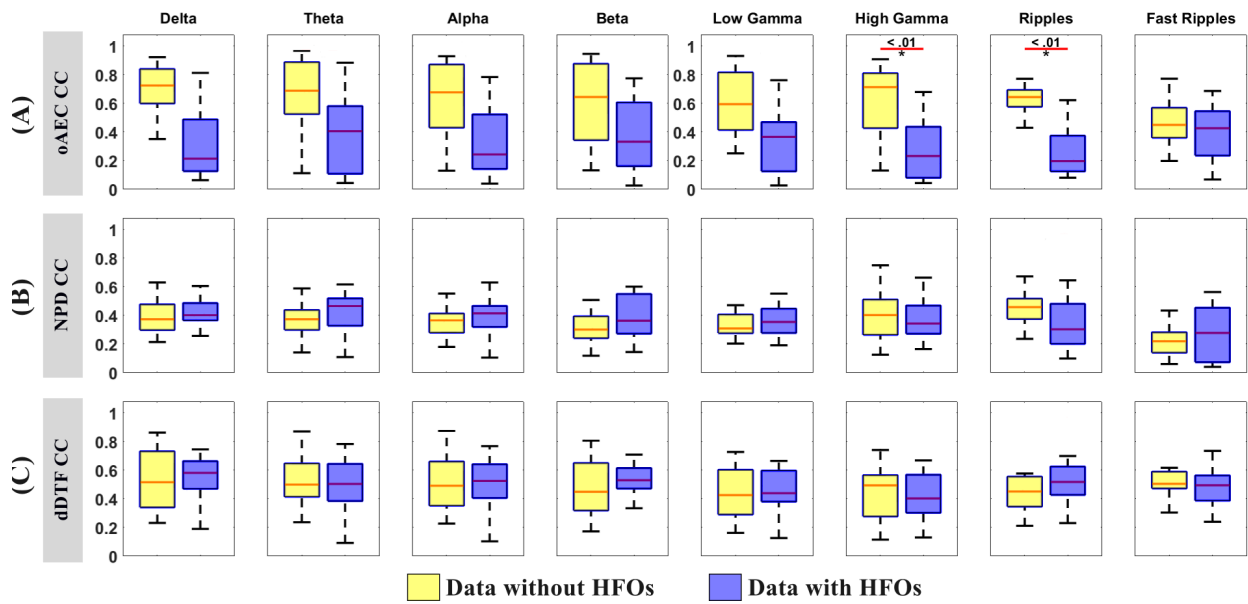 Delta Theta Alpha Beta Low Gamma High Gamma Ripples Fast Ripples
(A)
oAEC CC
1
0.8
0.6
0.4
0.2
0
< .01
*
< .01
*
(B)
NPD CC
1
0.8
0.6
0.4
0.2
0
(C)
dDTF CC
1
0.8
0.6
0.4
0.2
0
Data without HFOs Data with HFOs